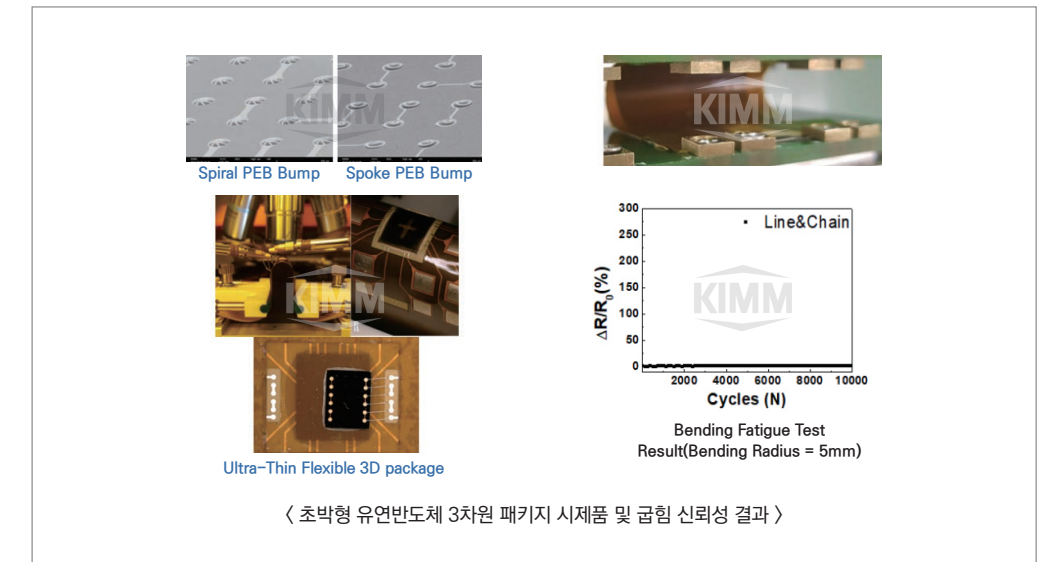 KIMM
KIMM
Spiral PEB Bump
Spoke PEB Bump
KIMM
Ultra-Thin Flexible 3D package
300
250
200
150
100
50
0
ΔR/R0(%)
Line&Chain
KIMM
2000 4000 6000 8000 10000
Cycles (N)
Bending Fatigue Test
Result(Bending Radius = 5mm)
〈 초박형 유연반도체 3차원 패키지 시제품 및 굽힘 신뢰성 결과 〉